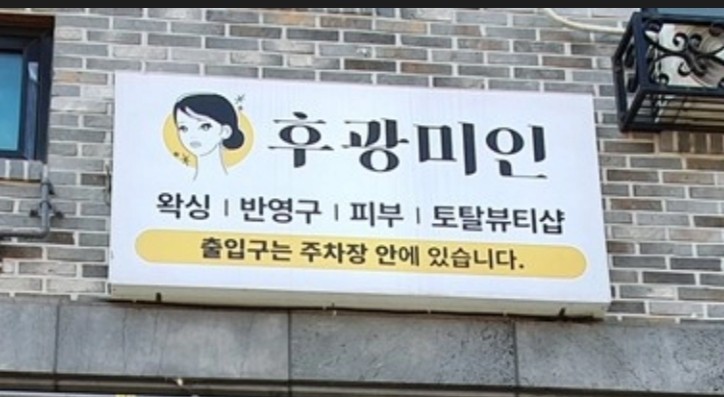 후광미인
왁싱 | 반영구 | 피부 | 토탈뷰티샵
출입구는 주차장 안에 있습니다.